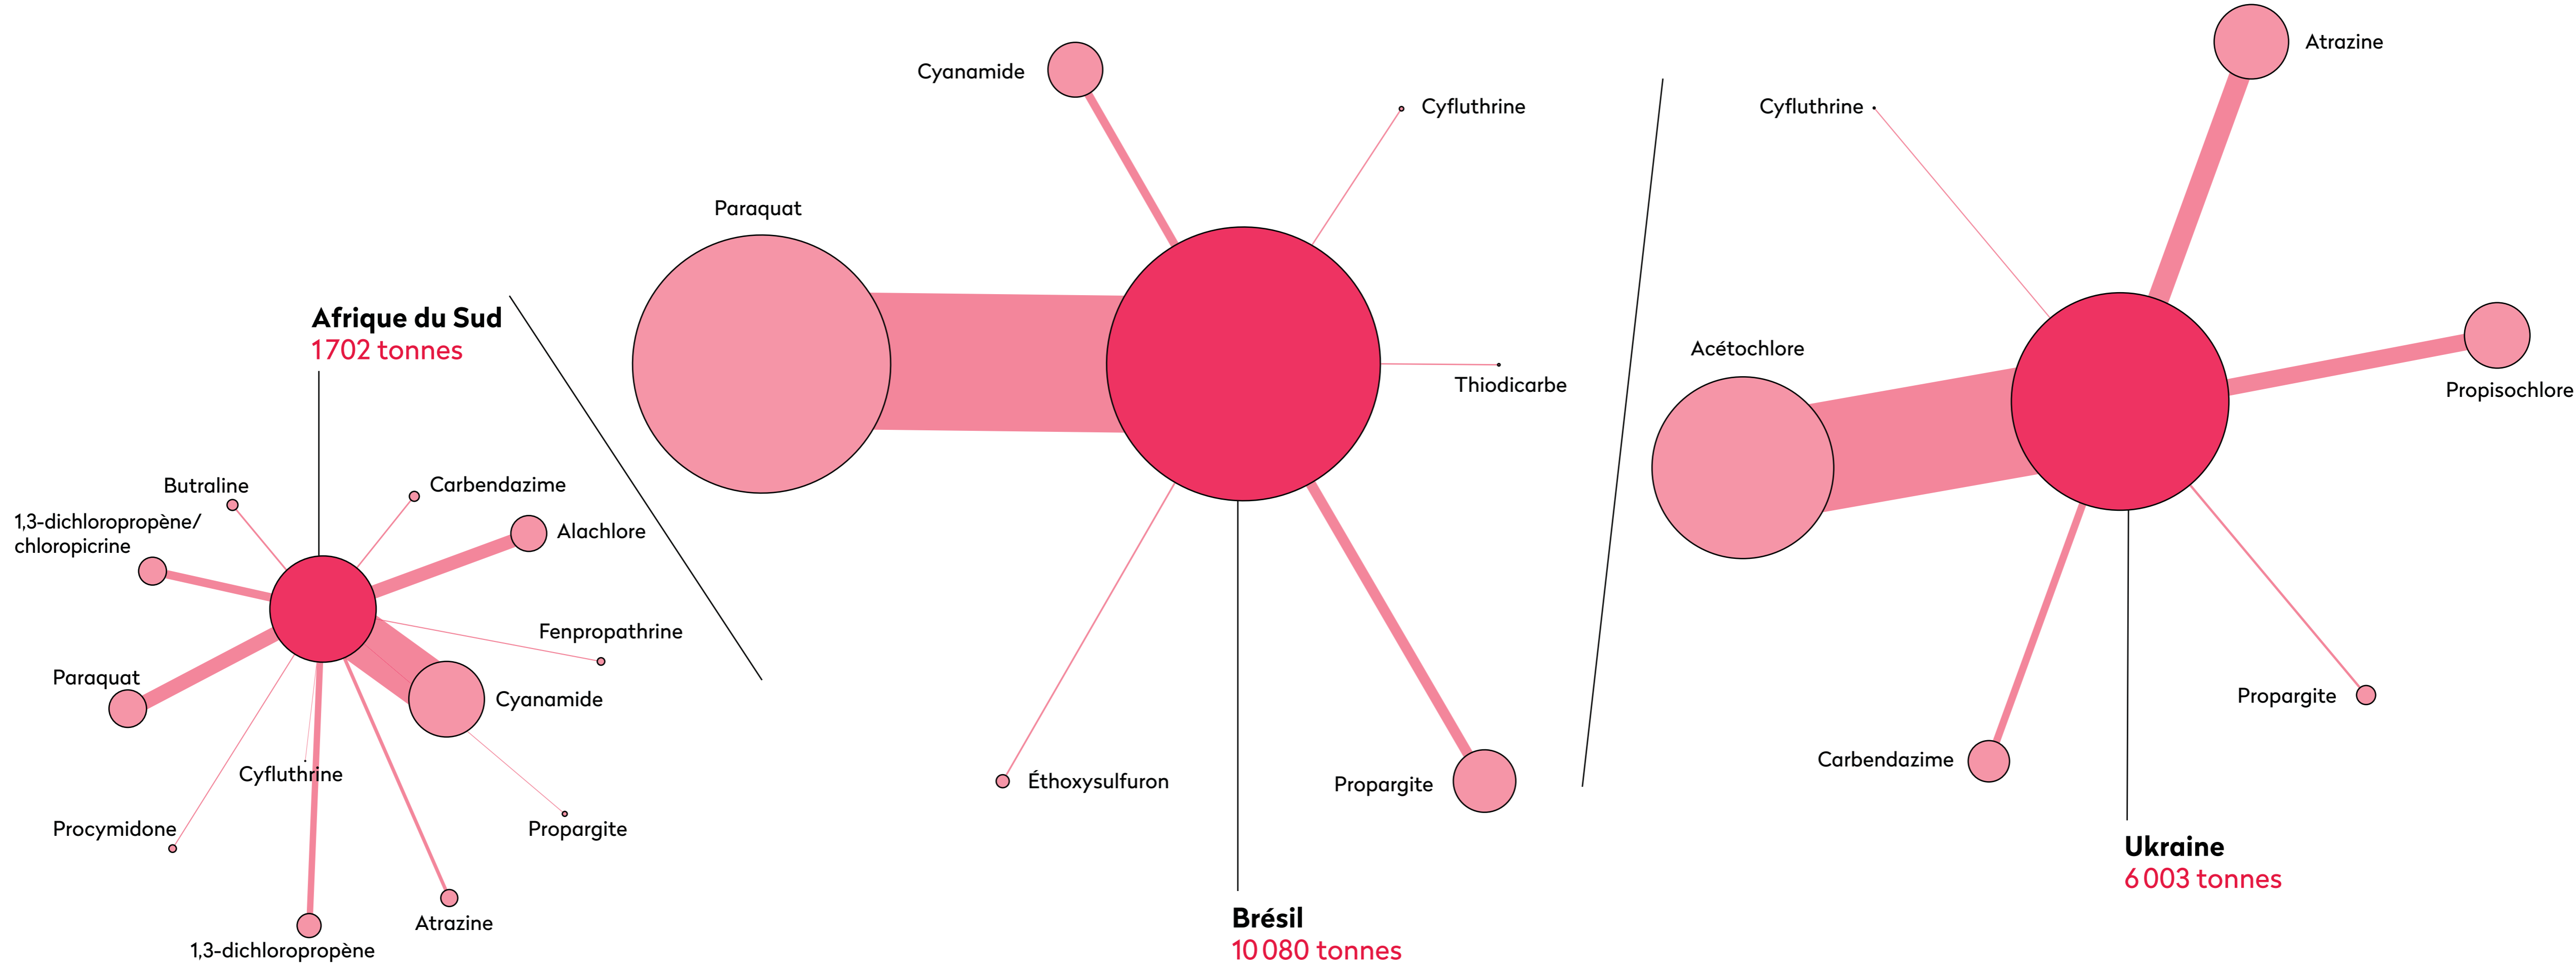 Afrique du Sud
1 702 tonnes
Butraline
Carbendazime
1,3-dichloropropène/
chloropicrine
Alachlore
Fenpropathrine
Paraquat
Cyanamide
Cyfluthrine
Procymidone
Propargite
Atrazine
1,3-dichloropropène
Cyanamide
Cyfluthrine
Paraquat
Thiodicarbe
Éthoxysulfuron
Propargite
Brésil
10 080 tonnes
Atrazine
Cyfluthrine
Acétochlore
Propisochlore
Propargite
Carbendazime
Ukraine
6 003 tonnes